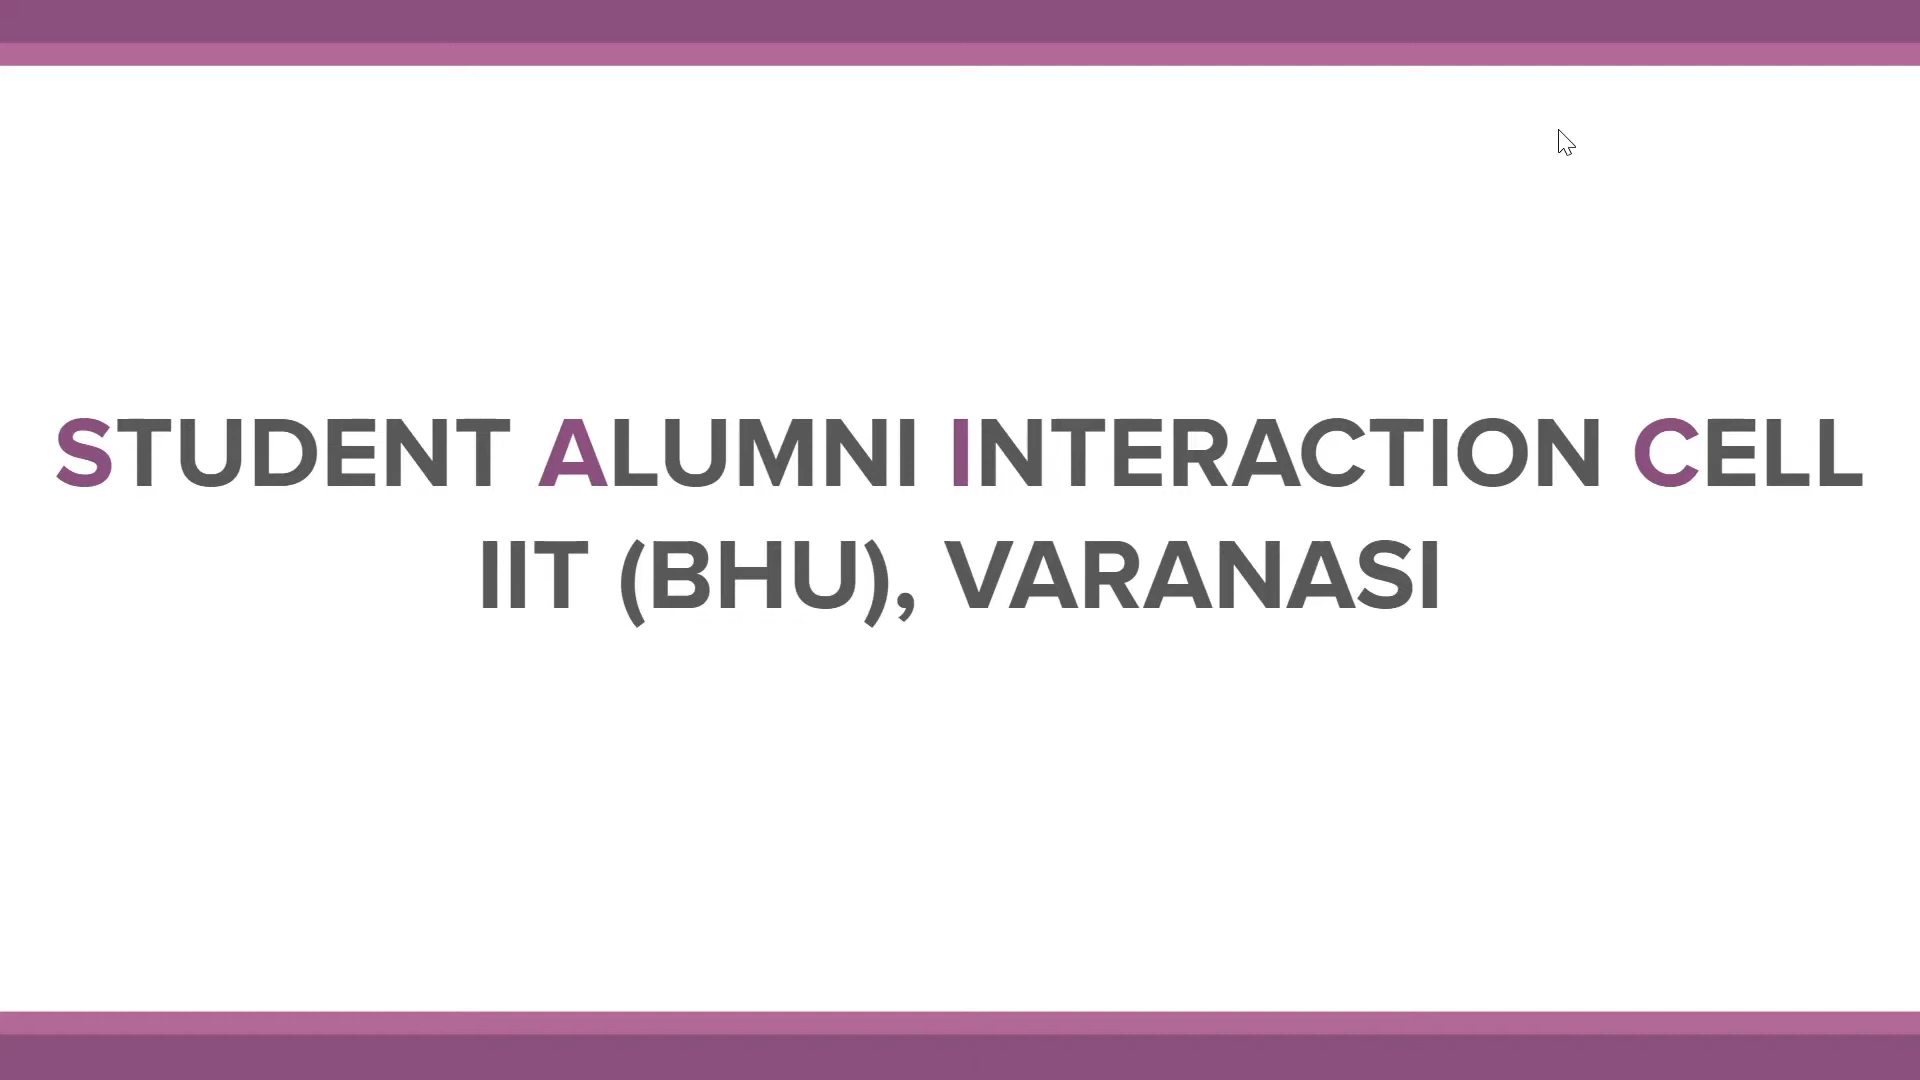 STUDENT ALUMNI INTERACTION CELL
IIT (BHU), VARANASI